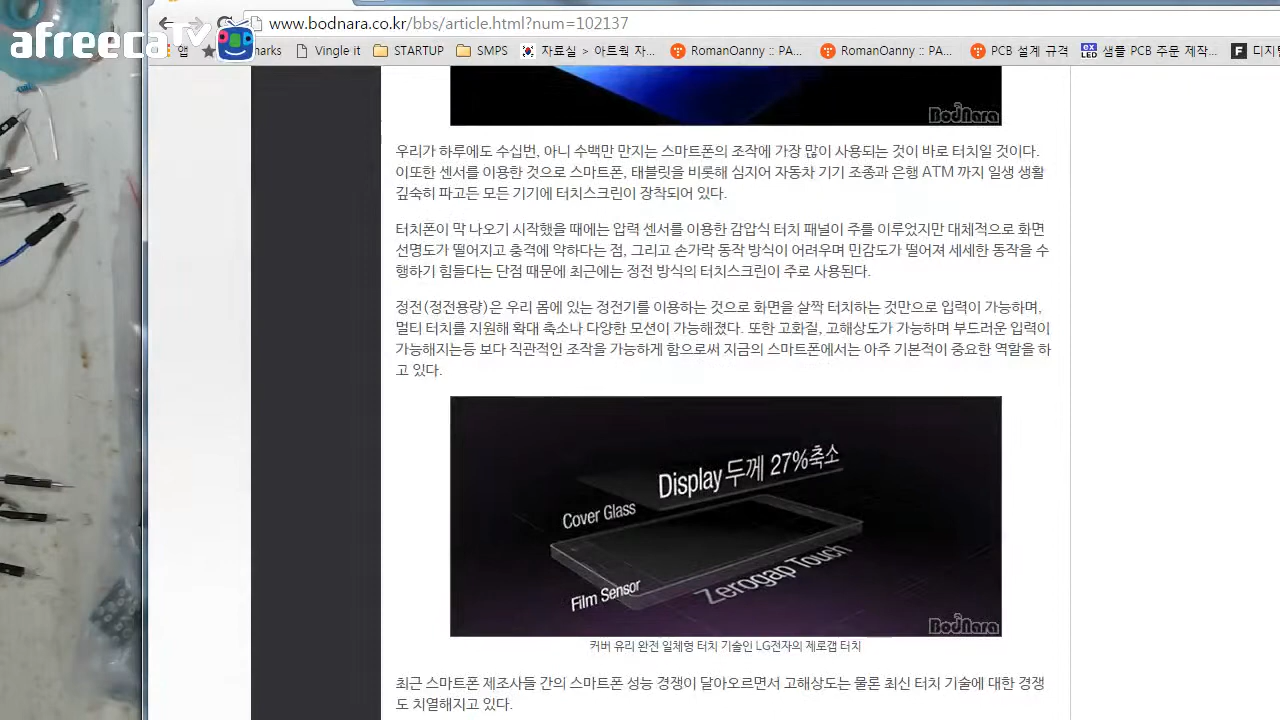 www.bodnara.co.kr/bbs/article.html?num=102137
afreecaTV
앱
Vingle it
STARTUP
SMPS
자료실 > 아트웍 자...
RomanOanny :: PA...
RomanOanny :: PA...
PCB 설계 규격
샘플 PCB 주문 제작...
BodNara
우리가 하루에도 수십번, 아니 수백만 만지는 스마트폰의 조작에 가장 많이 사용되는 것이 바로 터치일 것이다.
이또한 센서를 이용한 것으로 스마트폰, 태블릿을 비롯해 심지어 자동차 기기 조종과 은행 ATM 까지 일생 생활
깊숙히 파고든 모든 기기에 터치스크린이 장착되어 있다.
터치폰이 막 나오기 시작했을 때에는 압력 센서를 이용한 감압식 터치 패널이 주를 이루었지만 대체적으로 화면
선명도가 떨어지고 충격에 약하다는 점, 그리고 손가락 동작 방식이 어려우며 민감도가 떨어져 세세한 동작을 수
행하기 힘들다는 단점 때문에 최근에는 정전 방식의 터치스크린이 주로 사용된다.
정전(정전용량)은 우리 몸에 있는 정전기를 이용하는 것으로 화면을 살짝 터치하는 것만으로 입력이 가능하며,
멀티 터치를 지원해 확대 축소나 다양한 모션이 가능해졌다. 또한 고화질, 고해상도가 가능하며 부드러운 입력이
가능해지는등 보다 직관적인 조작을 가능하게 함으로써 지금의 스마트폰에서는 아주 기본적이 중요한 역할을 하
고 있다.
Display 두께 27%축소
Cover Glass
Film Sensor
Zerogap Touch
BodNara
커버 유리 완전 일체형 터치 기술인 LG전자의 제로갭 터치
최근 스마트폰 제조사들 간의 스마트폰 성능 경쟁이 달아오르면서 고해상도는 물론 최신 터치 기술에 대한 경쟁
도 치열해지고 있다.